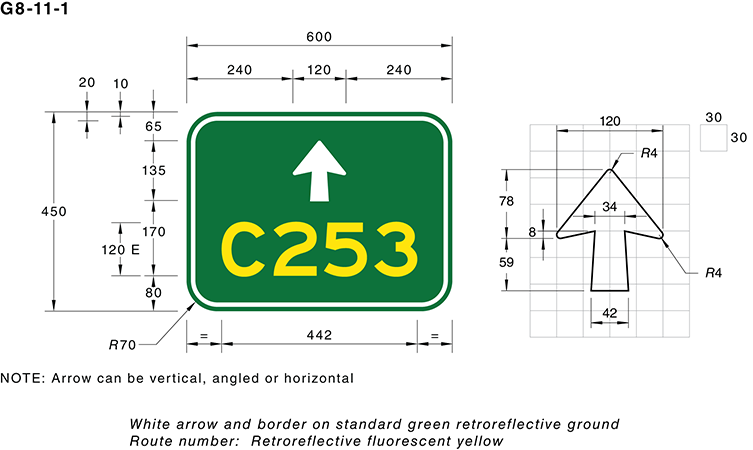 G8-11-1
600
240 120 240
20 10
65
135
450
170
120 E
80
C253
R70
= 442 =
30
30
120
R4
78
34
8
59
R4
42
NOTE: Arrow can be vertical, angled or horizontal
White arrow and border on standard green retroreflective ground
Route number: Retroreflective fluorescent yellow